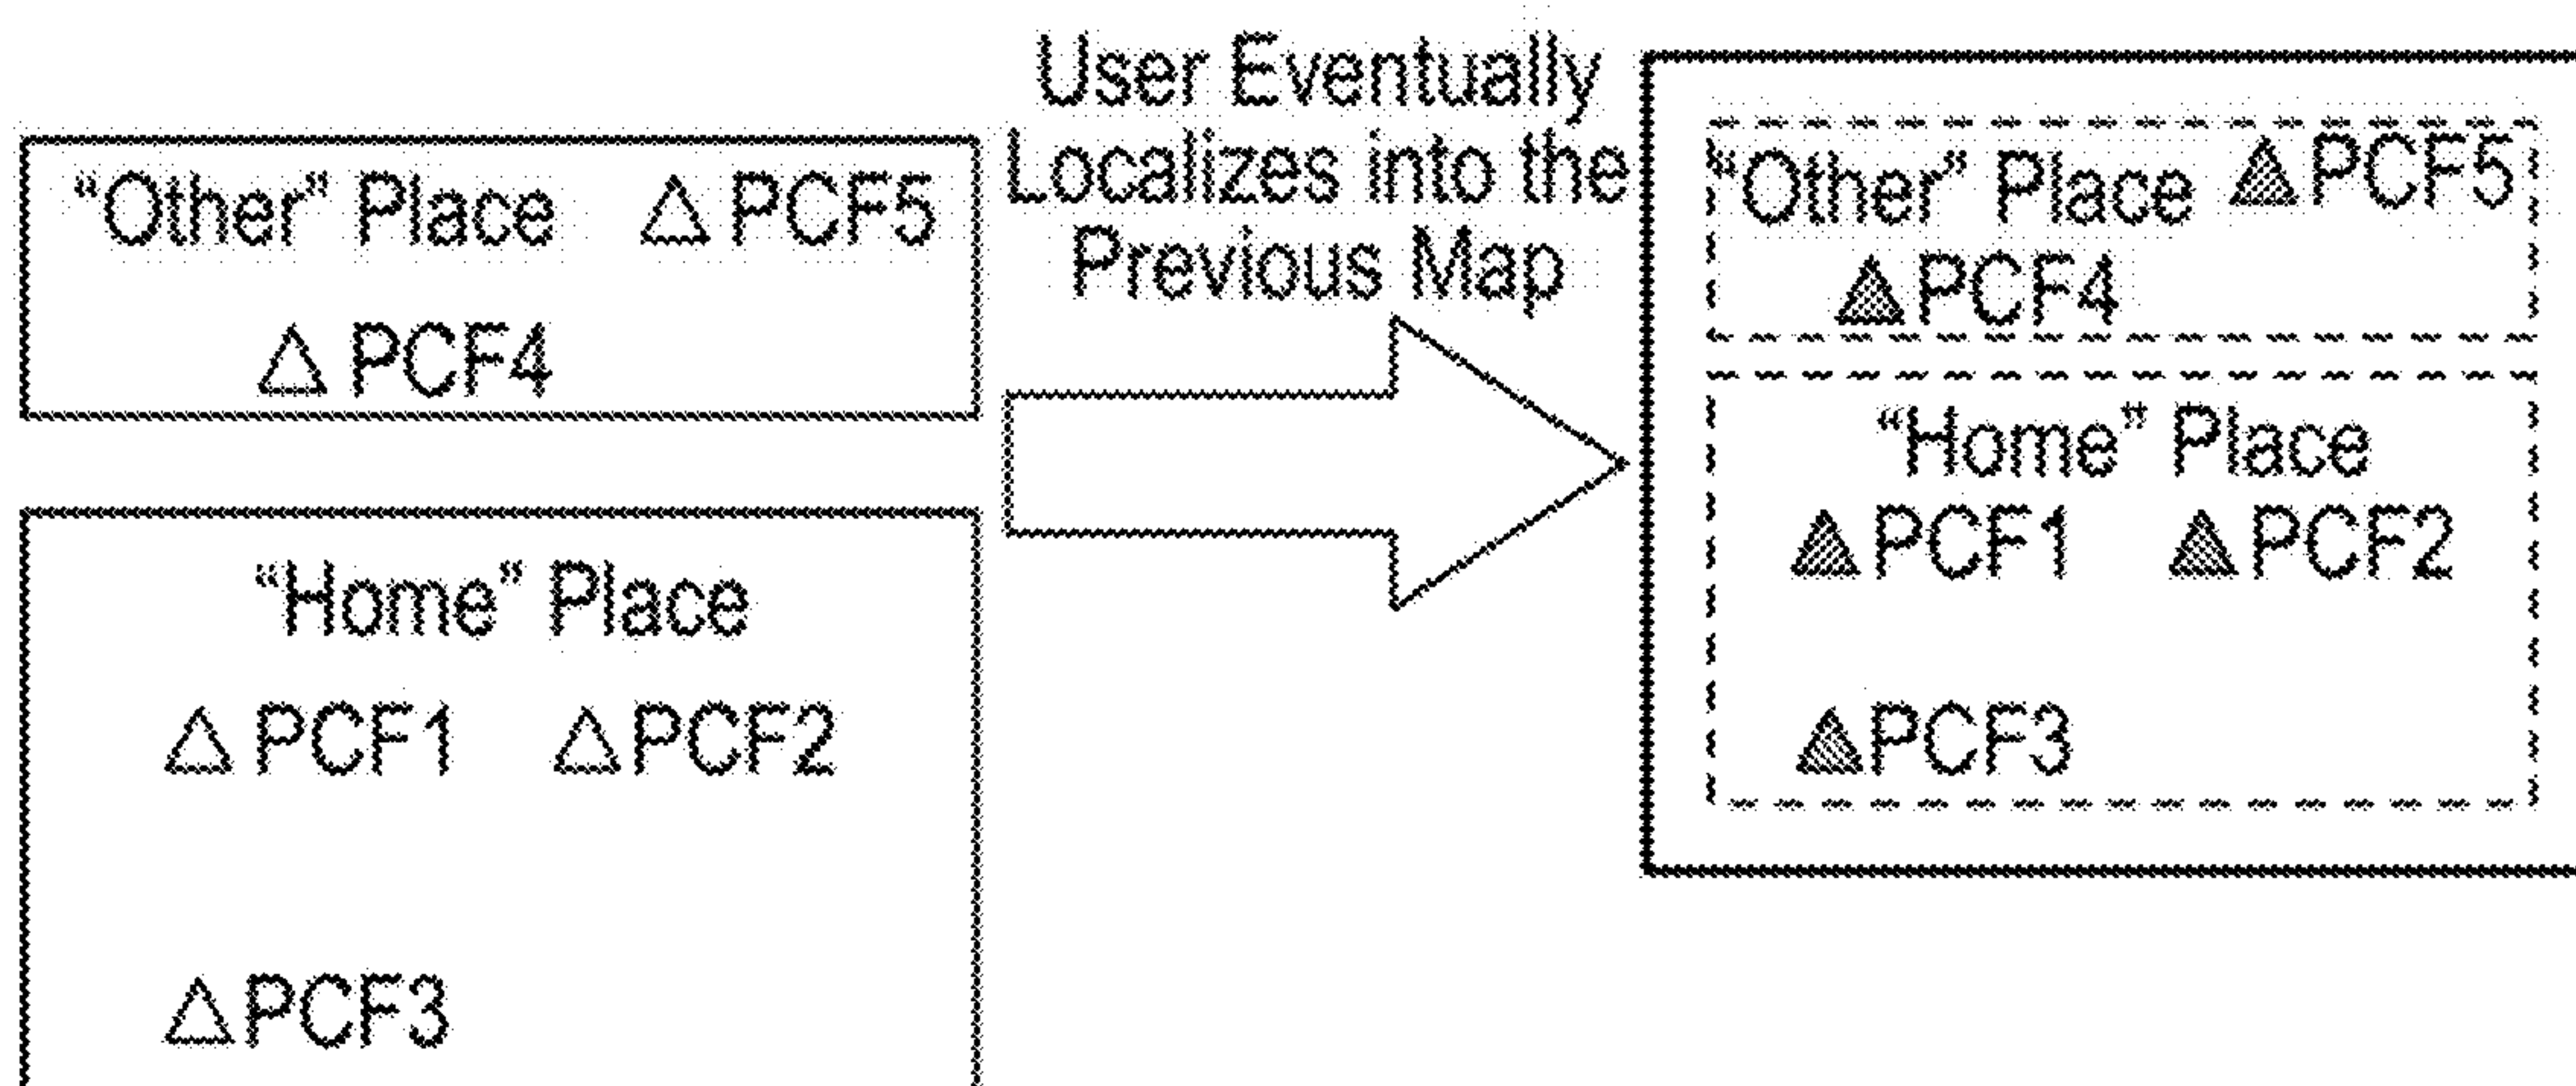 “Other” Place PCF5
PCF4
“Home” Place
PCF1 PCF2
PCF3
User Eventually
Localizes into the
Previous Map
“Other” Place PCF5
PCF4
“Home” Place
PCF1 PCF2
PCF3